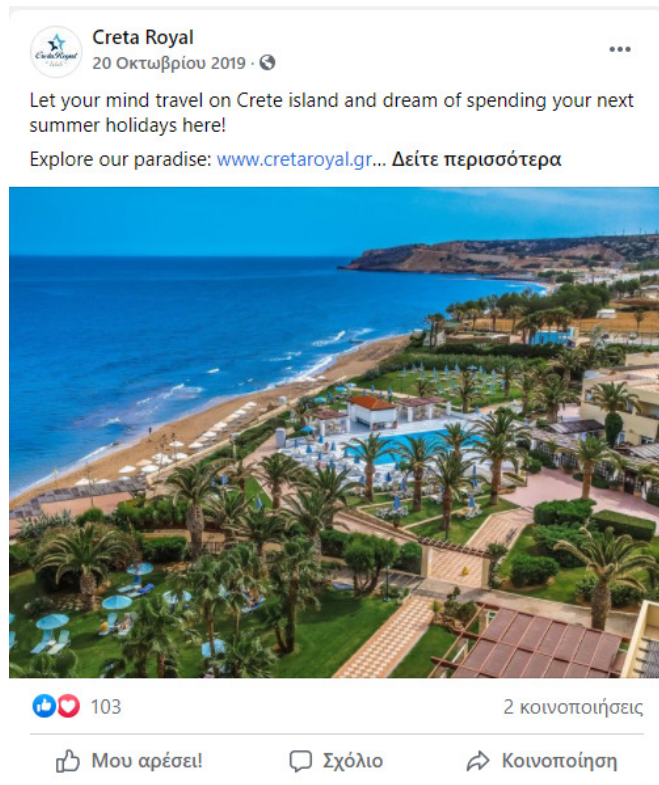 Creta Royal
20 Οκτωβρίου 2019 ·
Let your mind travel on Crete island and dream of spending your next
summer holidays here!
Explore our paradise: www.cretaroyal.gr... Δείτε περισσότερα
103
2 κοινοποιήσεις
Μου αρέσει!
Σχόλιο
Κοινοποίηση